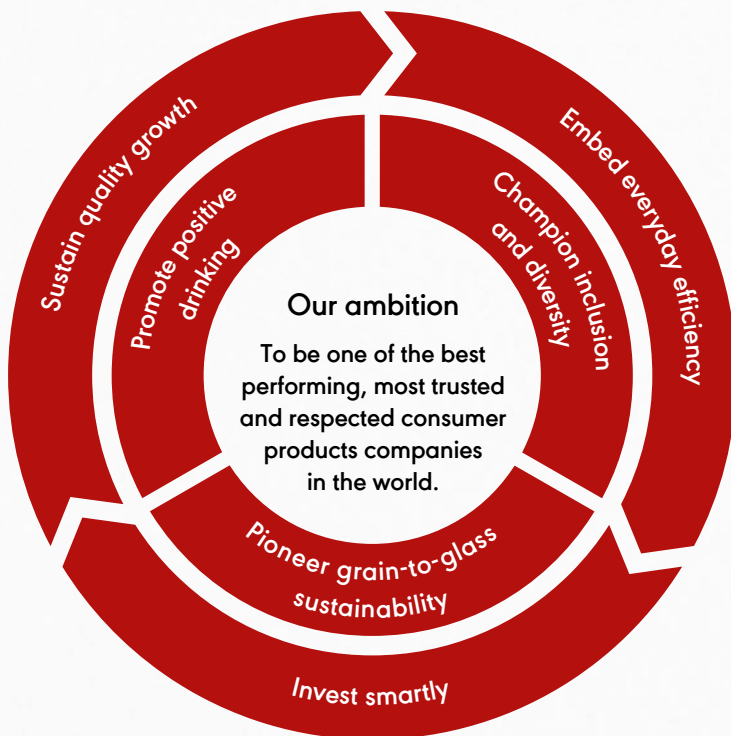 Sustain quality growth
Embed everyday efficiency
Promote positive
drinking
Champion inclusion
and diversity
Our ambition
To be one of the best
performing, most trusted
and respected consumer
products companies
in the world.
Pioneer grain-to-glass
sustainability
Invest smartly